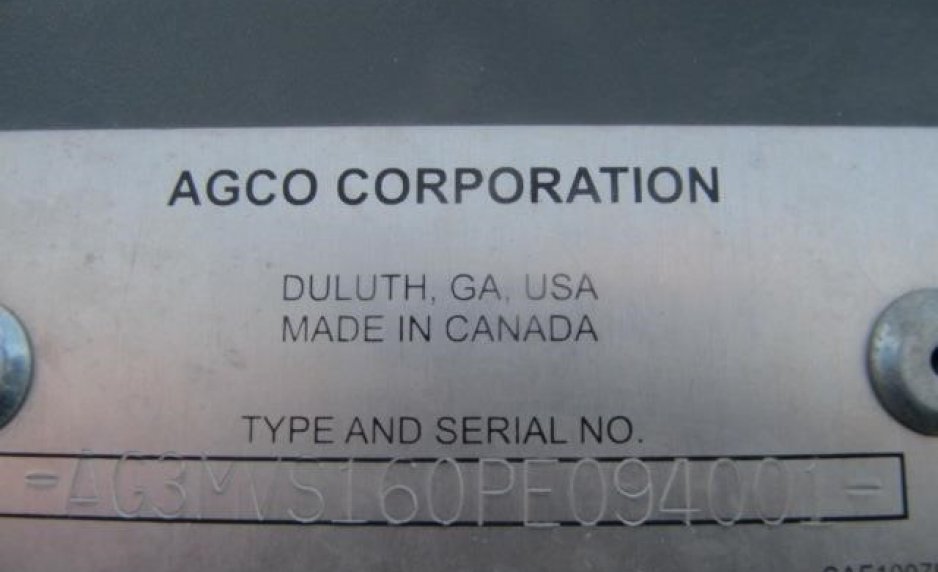 AGCO CORPORATION
DULUTH, GA, USA
MADE IN CANADA
TYPE AND SERIAL NO.
-AG3MVS160PE094001-